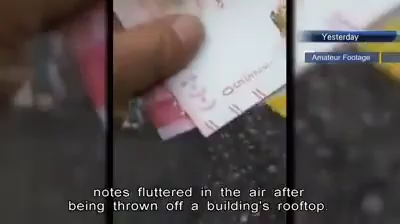 Yesterday
Amateur Footage
notes fluttered in the air after
being thrown off a building's rooftop.